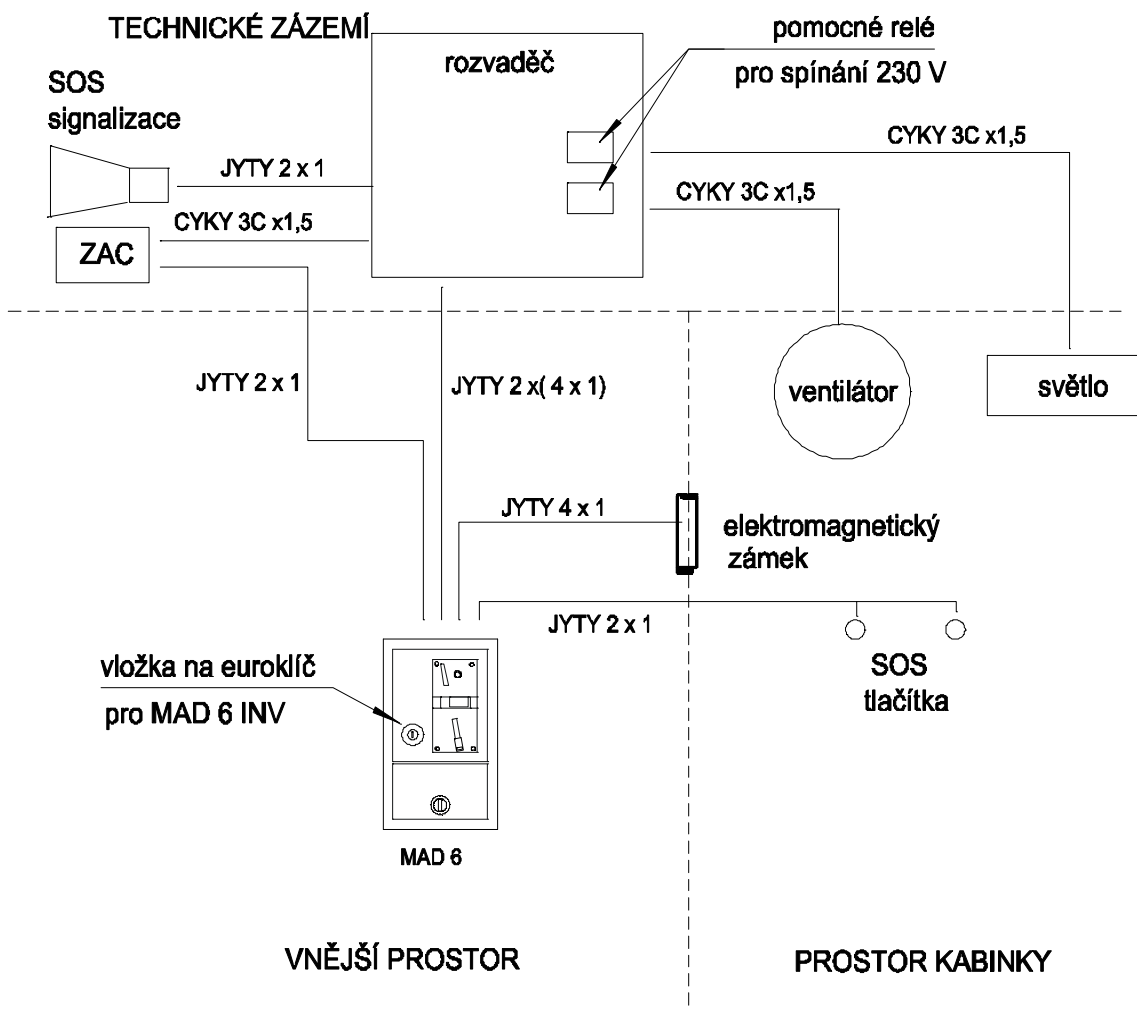 TECHNICKÉ ZÁZEMÍ
rozvaděč
pomocné relé
pro spínání 230 V
SOS
signalizace
JYTY 2 x 1
CYKY 3C x1,5
CYKY 3C x1,5
CYKY 3C x1,5
ZAC
JYTY 2 x 1
JYTY 2 x( 4 x 1)
ventilátor
světlo
JYTY 4 x 1
elektromagnetický
zámek
JYTY 2 x 1
SOS
tlačítka
vložka na euroklíč
pro MAD 6 INV
MAD 6
VNĚJŠÍ PROSTOR
PROSTOR KABINKY